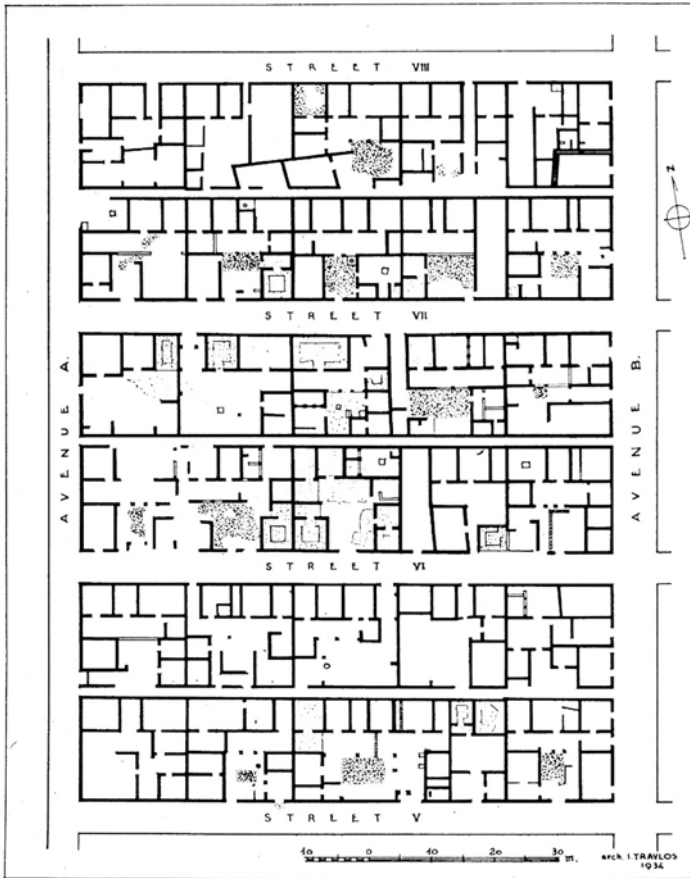 STREET VIII
N
STREET VII
AVENUE A.
AVENUE B.
STREET VI
STREET V
10 0 10 20 30 m.
arch. I. TRAVLOS
1934